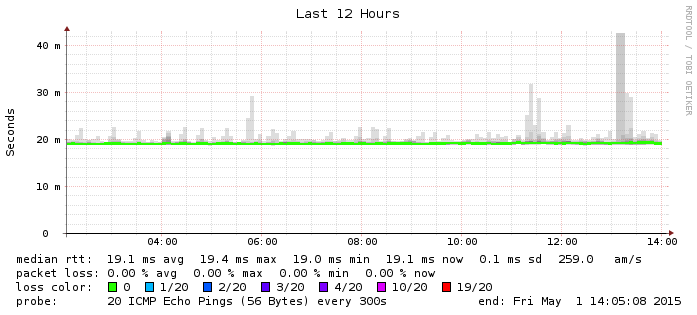 Last 12 Hours
RRDTOOL / TOBI OETIKER
Seconds
40 m
30 m
20 m
10 m
0
04:00 06:00 08:00 10:00 12:00 14:00
median rtt: 19.1 ms avg 19.4 ms max 19.0 ms min 19.1 ms now 0.1 ms sd 259.0 am/s
packet loss: 0.00 % avg 0.00 % max 0.00 % min 0.00 % now
loss color: 0 1/20 2/20 3/20 4/20 10/20 19/20
probe: 20 ICMP Echo Pings (56 Bytes) every 300s end: Fri May 1 14:05:08 2015